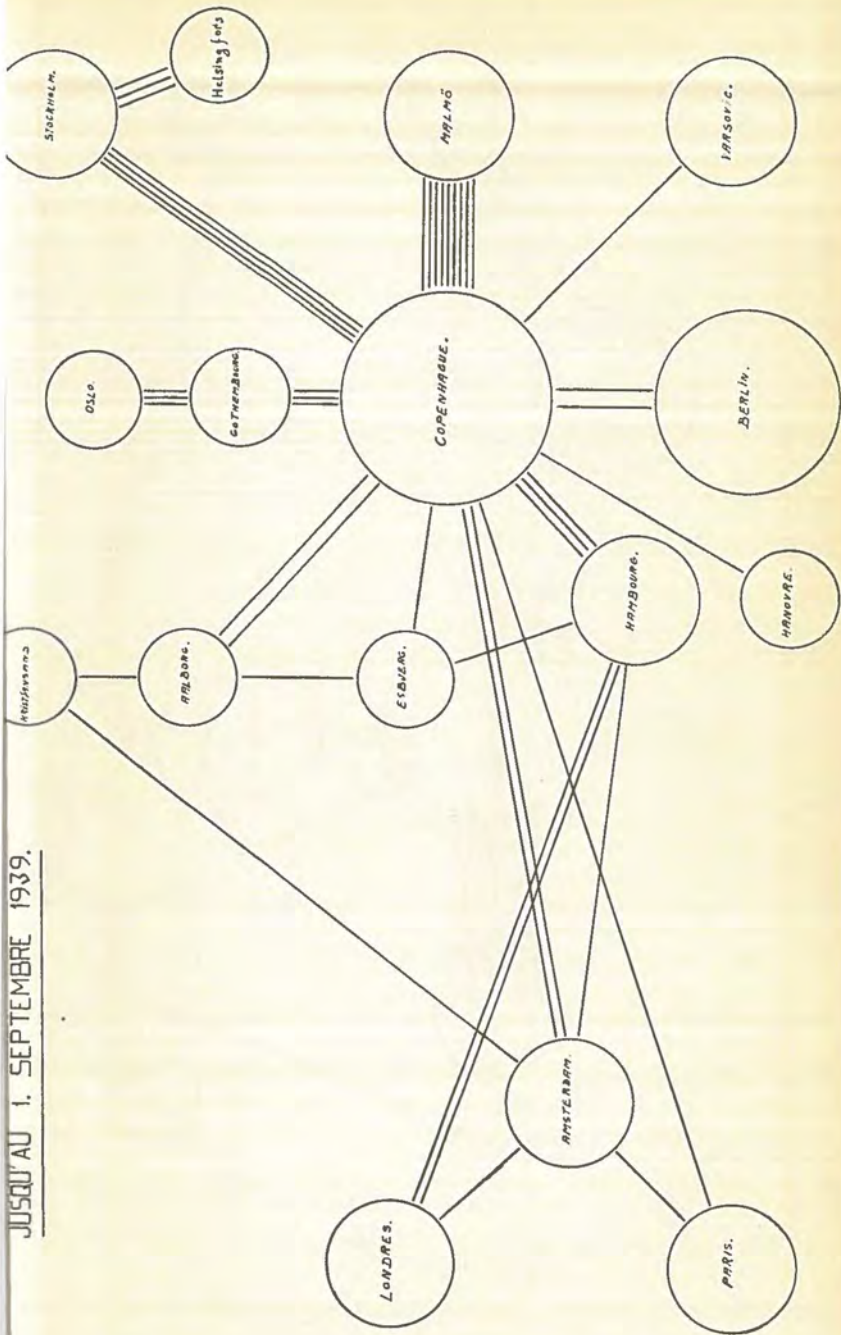 JUSQU'AU 1. SEPTEMBRE 1939.
STOCKHOLM.
Helsingfors
OSLO.
GOTHEMBOURG.
MALMÖ
COPENHAGUE.
VARSOVIC.
BERLIN.
HANOVRE.
HAMBOURG.
AALBORG.
ESBJERG.
AMSTERDAM.
LONDRES.
PARIS.